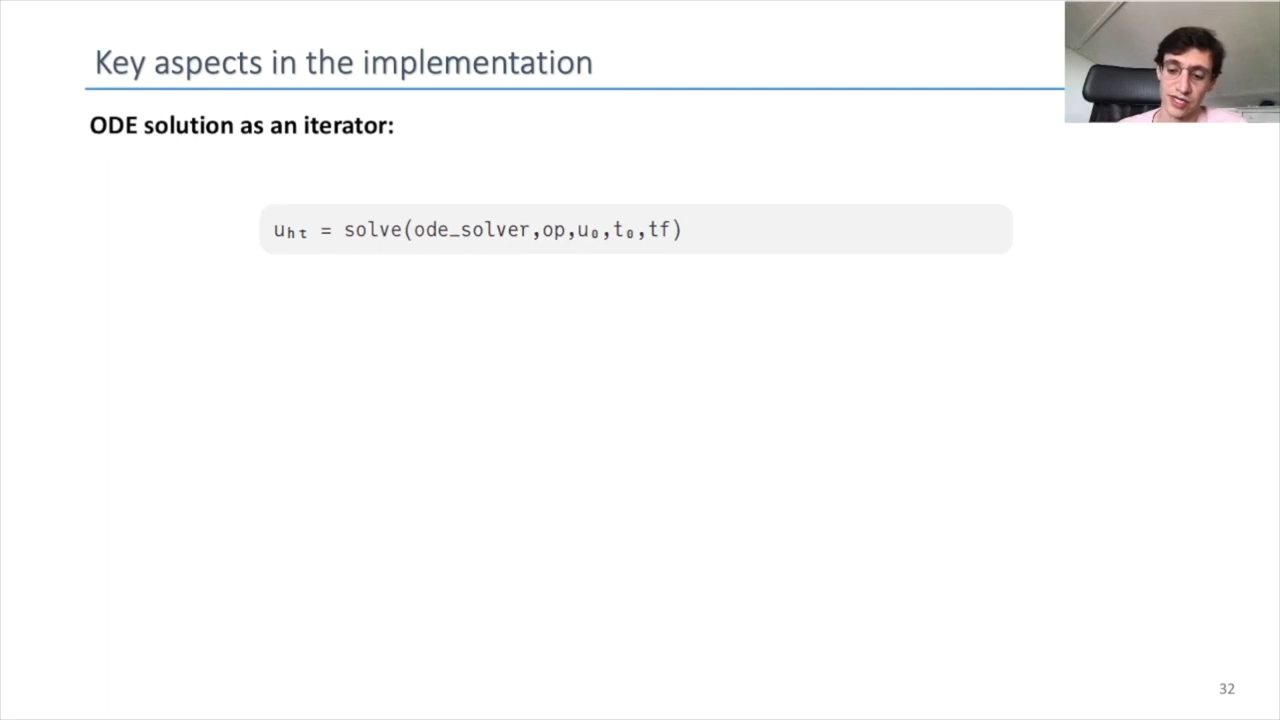 Key aspects in the implementation
ODE solution as an iterator:
uₕₜ = solve(ode_solver,op,u₀,t₀,tf)
32